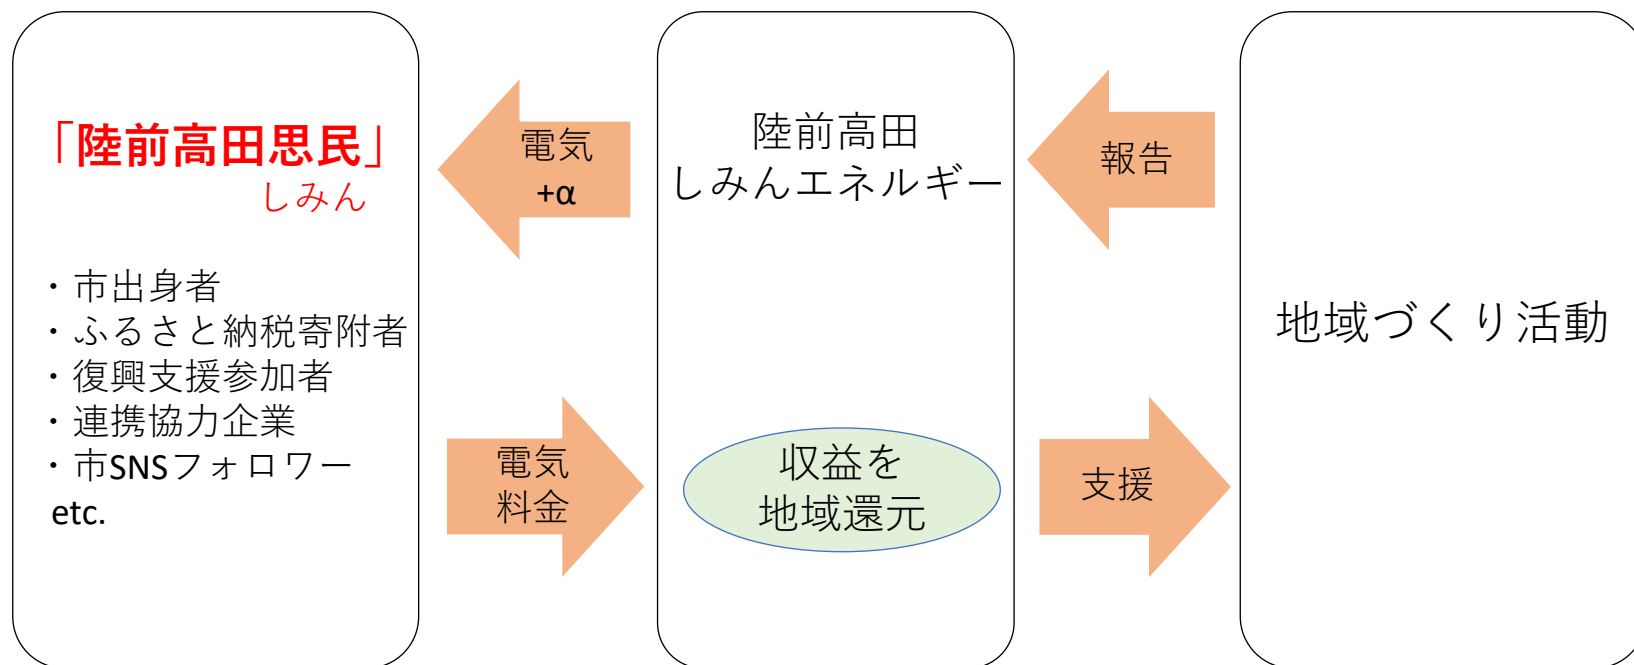 「陸前高田思民」
しみん
・市出身者
・ふるさと納税寄附者
・復興支援参加者
・連携協力企業
・市SNSフォロワー
etc.
電気
+α
電気
料金
陸前高田
しみんエネルギー
収益を
地域還元
報告
支援
地域づくり活動